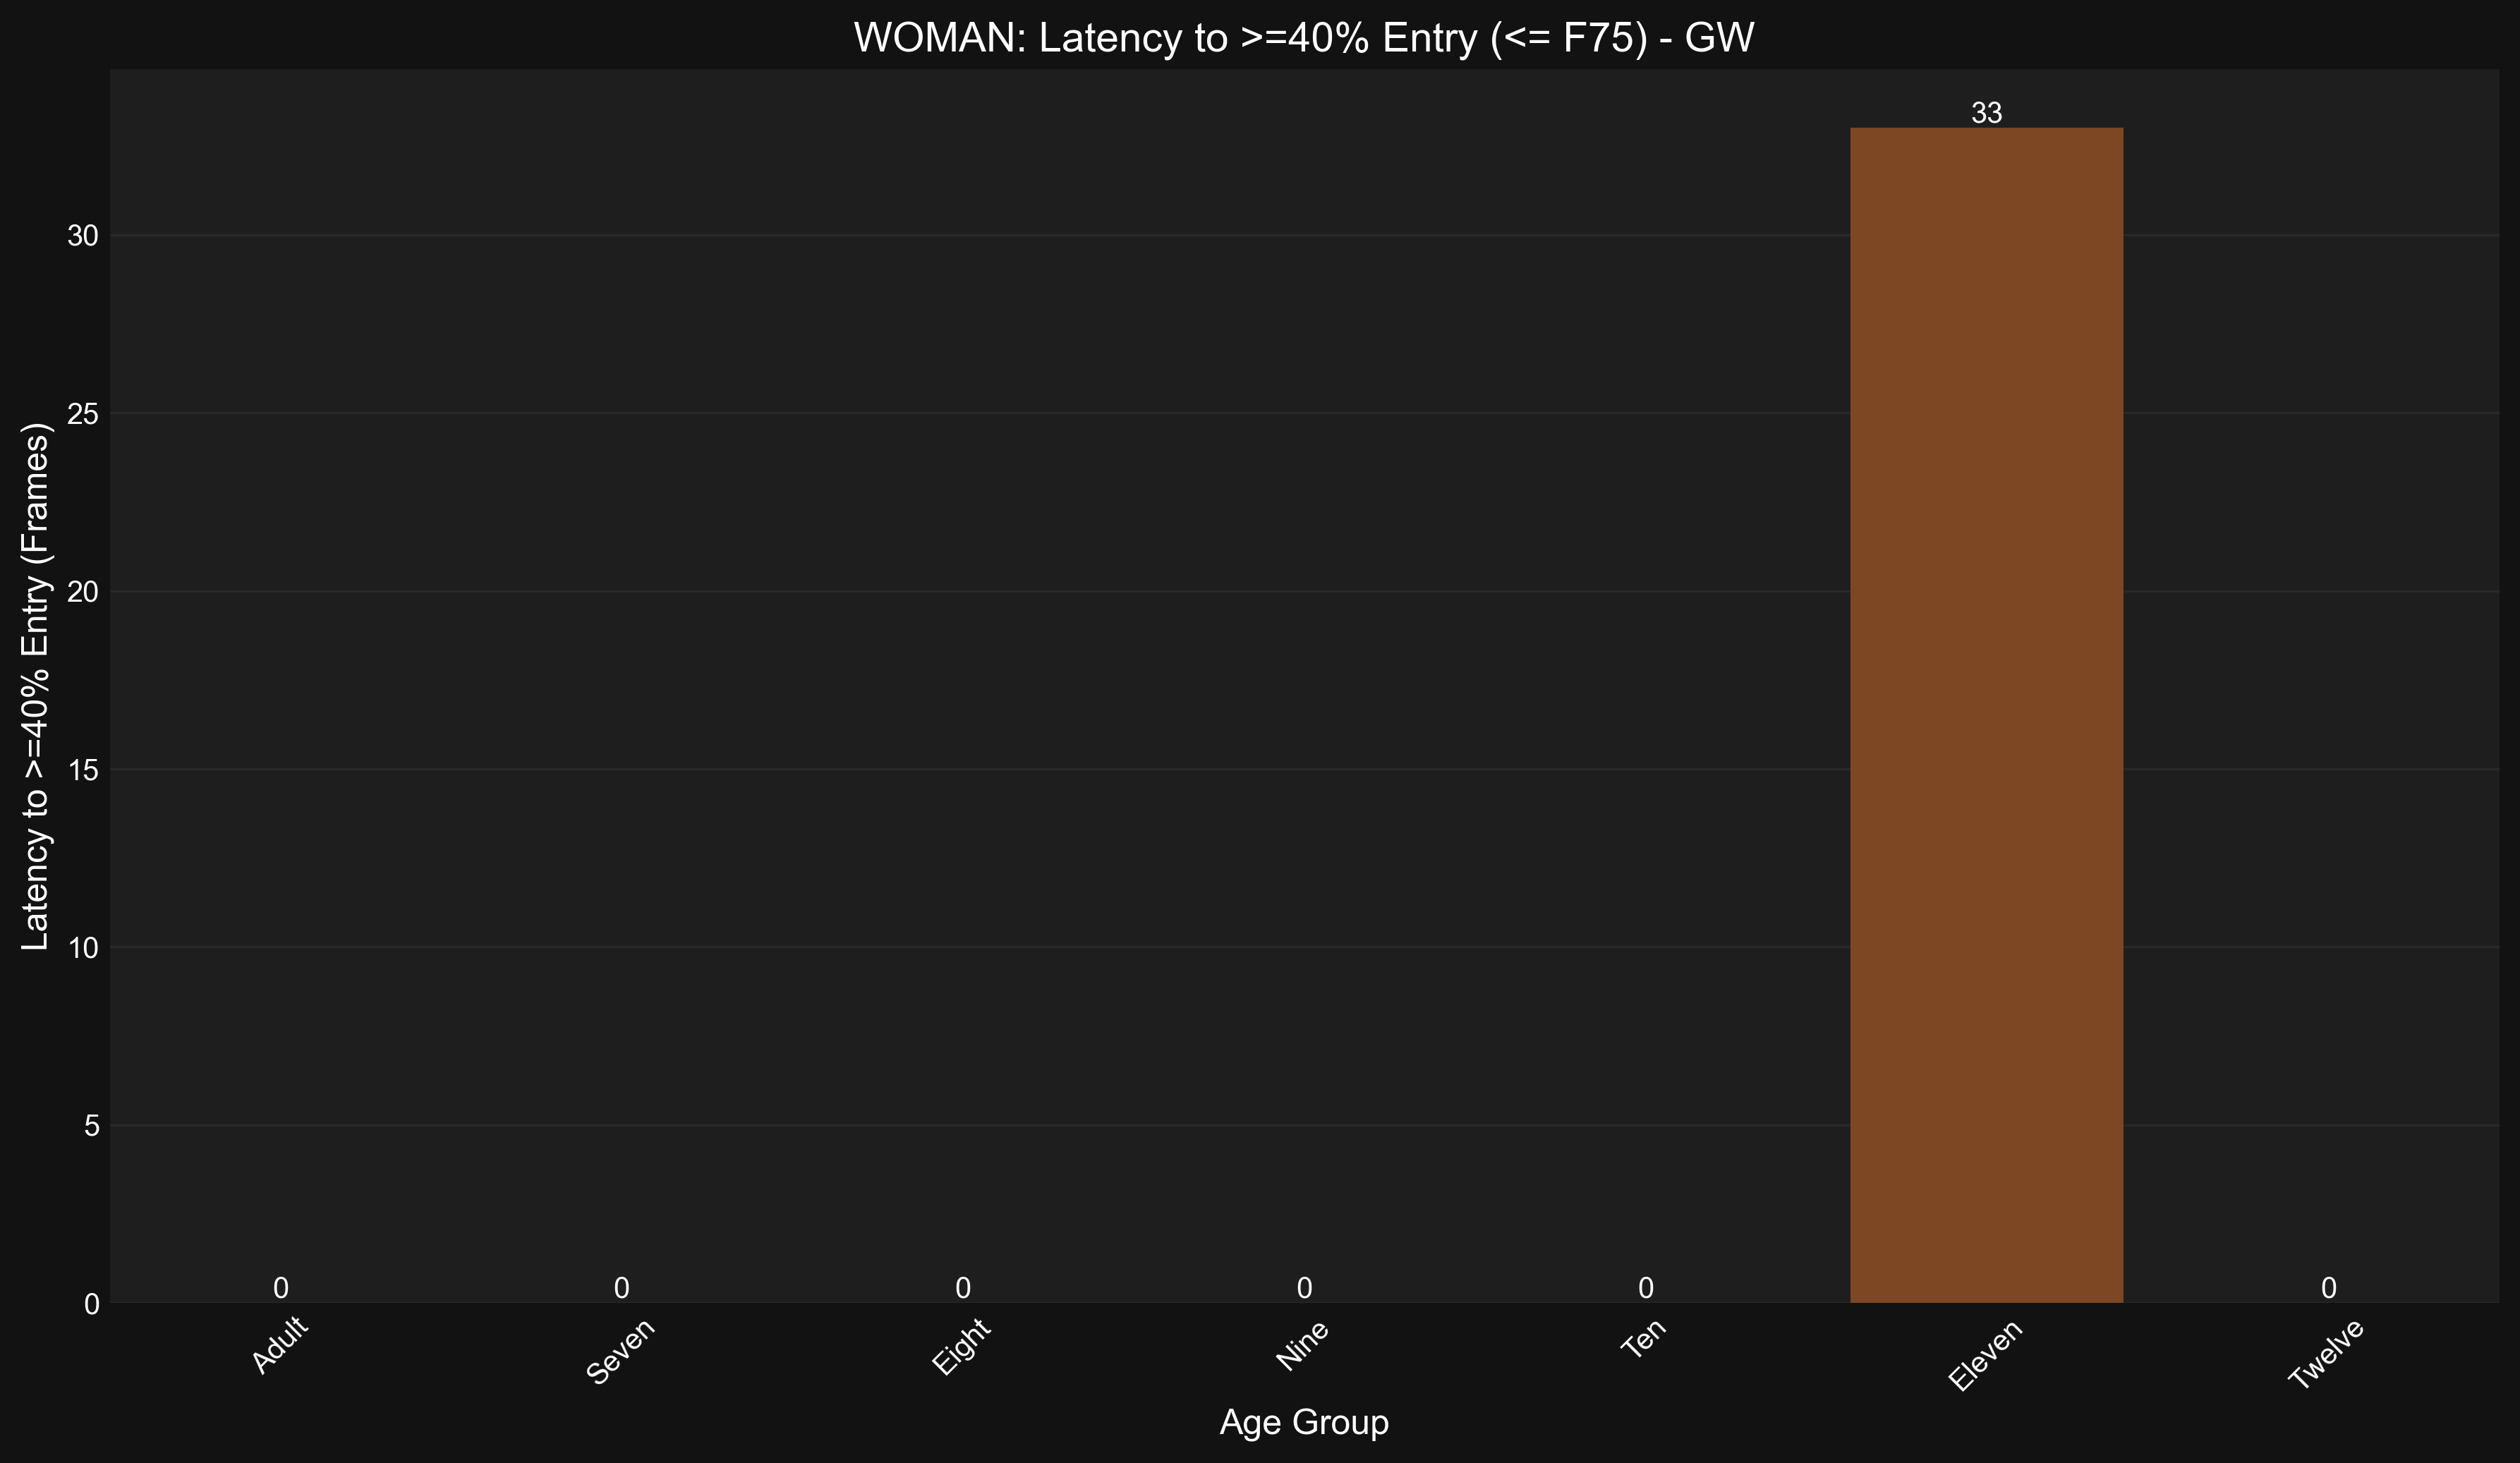 WOMAN: Latency to >=40% Entry (<= F75) - GW
Latency to >=40% Entry (Frames)
30
25
20
15
10
5
0
33
0
0
0
0
0
0
Adult
Seven
Eight
Nine
Ten
Eleven
Twelve
Age Group